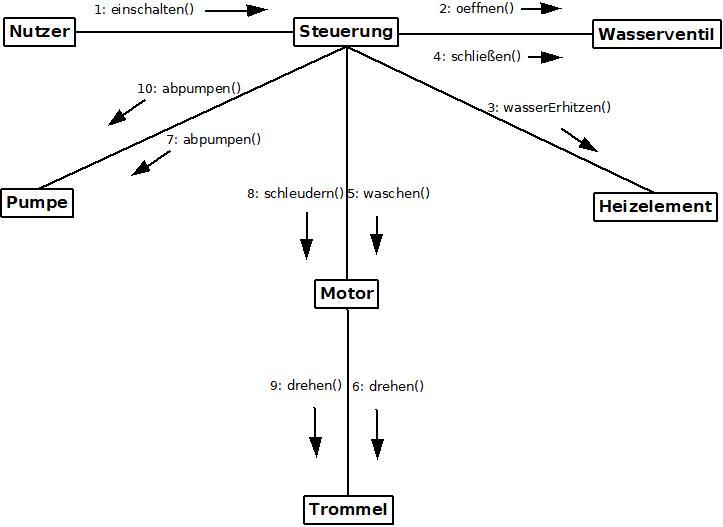 1: einschalten()
2: oeffnen()
Nutzer
Steuerung
Wasserventil
4: schließen()
10: abpumpen()
3: wasserErhitzen()
7: abpumpen()
8: schleudern()
5: waschen()
Pumpe
Heizelement
Motor
9: drehen()
6: drehen()
Trommel